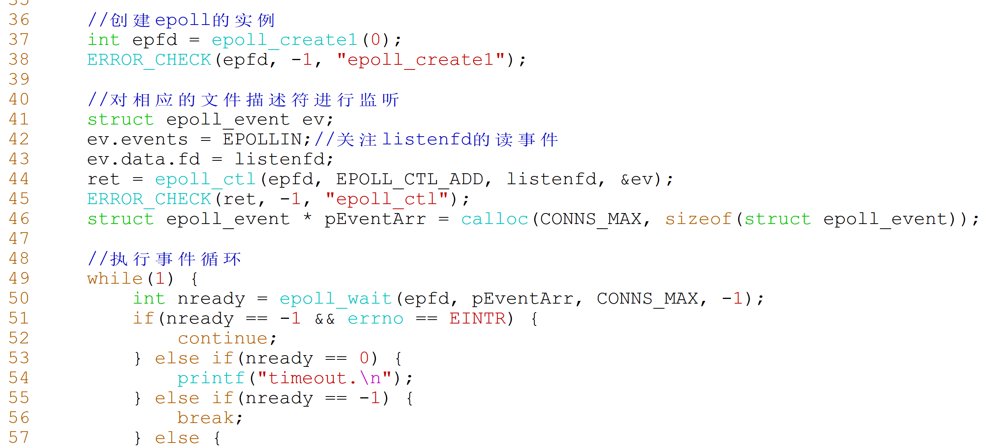 36     //创建epoll的实例
37     int epfd = epoll_create1(0);
38     ERROR_CHECK(epfd, -1, "epoll_create1");
39
40     //对相应的文件描述符进行监听
41     struct epoll_event ev;
42     ev.events = EPOLLIN;//关注listenfd的读事件
43     ev.data.fd = listenfd;
44     ret = epoll_ctl(epfd, EPOLL_CTL_ADD, listenfd, &ev);
45     ERROR_CHECK(ret, -1, "epoll_ctl");
46     struct epoll_event * pEventArr = calloc(CONNS_MAX, sizeof(struct epoll_event));
47
48     //执行事件循环
49     while(1) {
50         int nready = epoll_wait(epfd, pEventArr, CONNS_MAX, -1);
51         if(nready == -1 && errno == EINTR) {
52             continue;
53         } else if(nready == 0) {
54             printf("timeout.\n");
55         } else if(nready == -1) {
56             break;
57         } else {